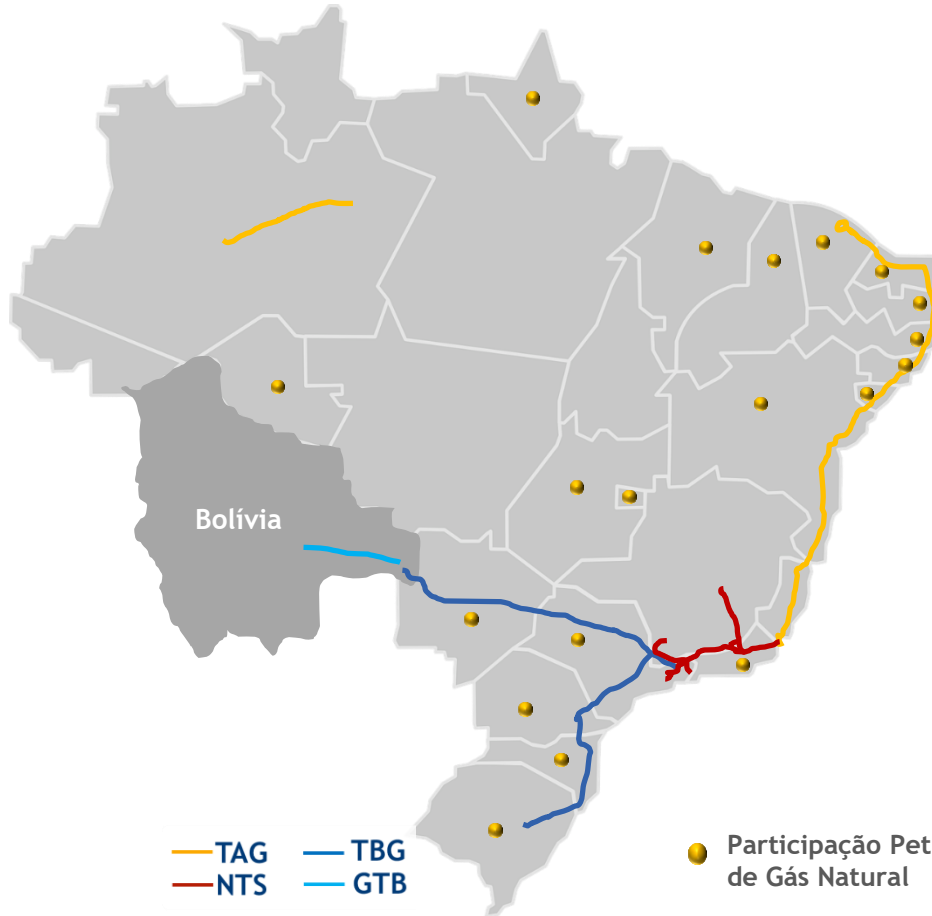 Bolívia
TAG
TBG
NTS
GTB
Participação Pet
de Gás Natural